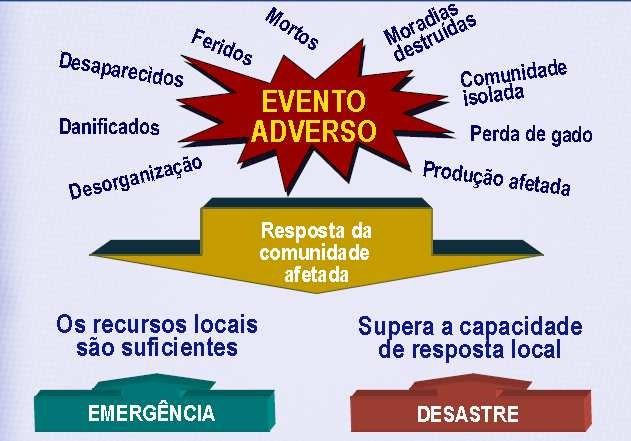 Mortos
Moradias
destruídas
Feridos
Desaparecidos
Comunidade
isolada
EVENTO
ADVERSO
Danificados
Perda de gado
Desorganização
Produção afetada
Resposta da
comunidade
afetada
Os recursos locais
são suficientes
Supera a capacidade
de resposta local
EMERGÊNCIA
DESASTRE